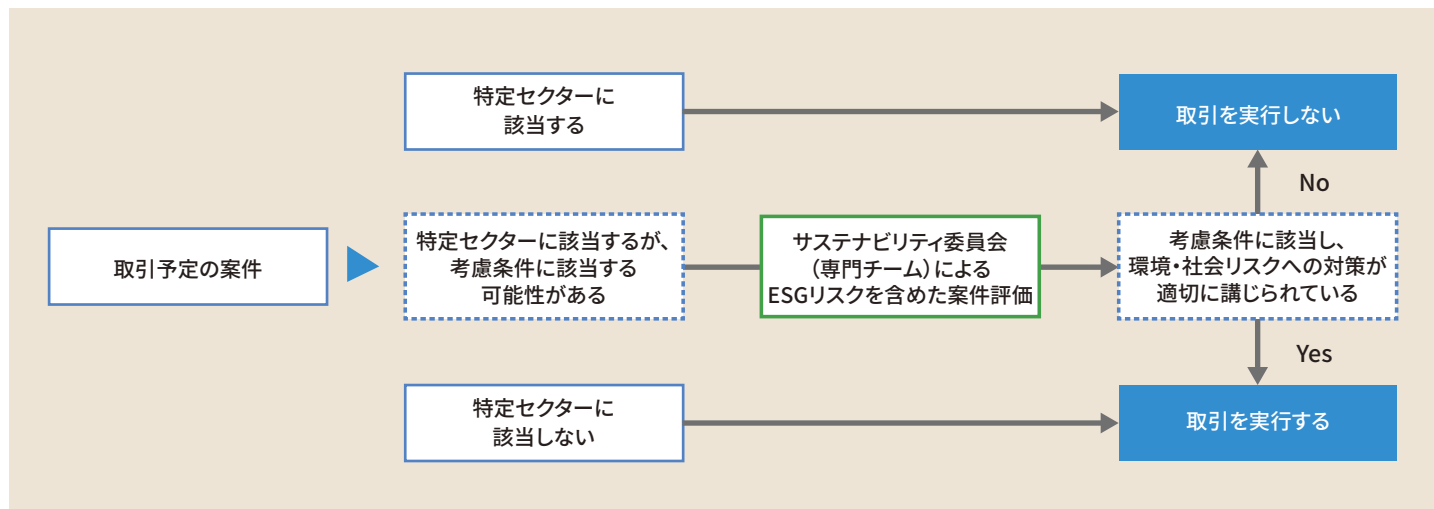 取引予定の案件
特定セクターに
該当する
特定セクターに該当するが、
考慮条件に該当する
可能性がある
特定セクターに
該当しない
サステナビリティ委員会
（専門チーム）による
ESGリスクを含めた案件評価
取引を実行しない
No
考慮条件に該当し、
環境・社会リスクへの対策が
適切に講じられている
Yes
取引を実行する